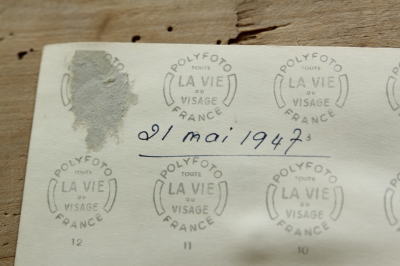 POLYFOTO TOUTE LA VIE DU VISAGE FRANCE
POLYFOTO TOUTE LA VIE DU VISAGE FRANCE
21 mai 1947
POLYFOTO TOUTE LA VIE DU VISAGE FRANCE
POLYFOTO TOUTE LA VIE DU VISAGE FRANCE
POLYFOTO TOUTE LA VIE DU VISAGE FRANCE
12 11 10